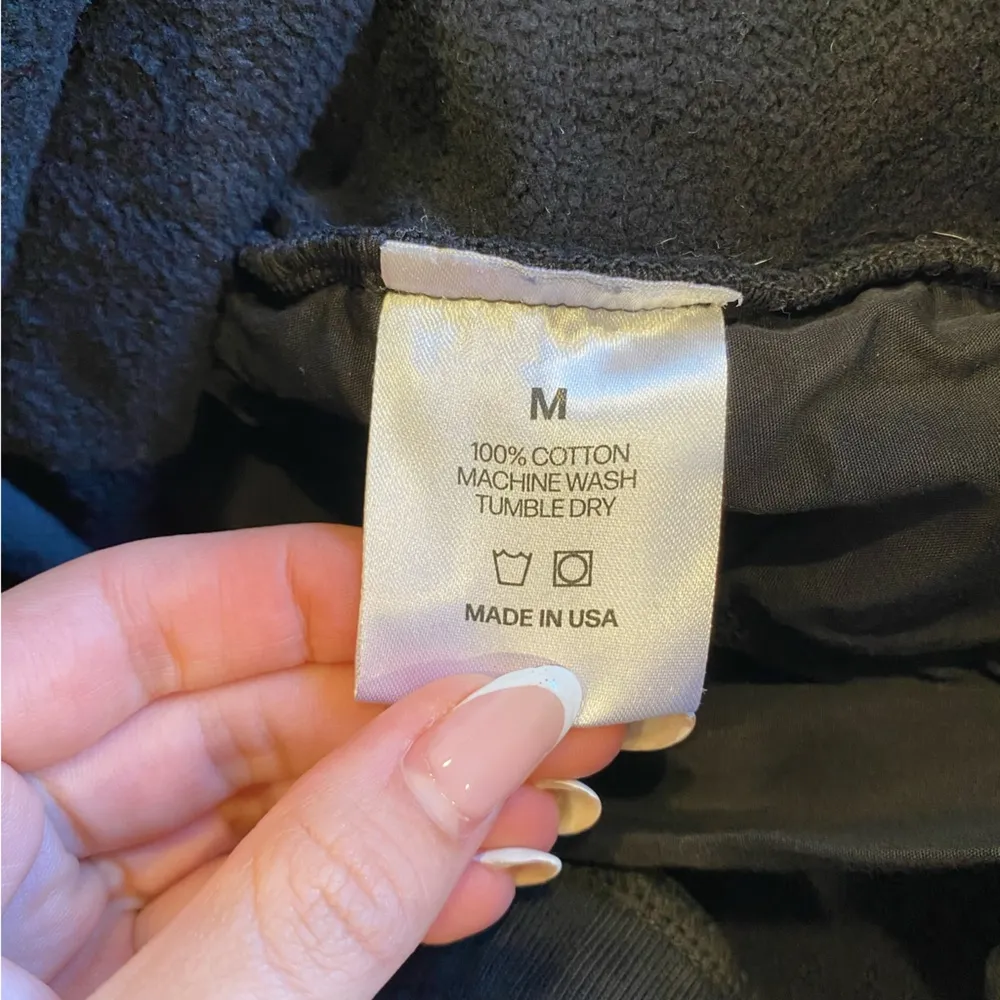 M
100% COTTON
MACHINE WASH
TUMBLE DRY
MADE IN USA